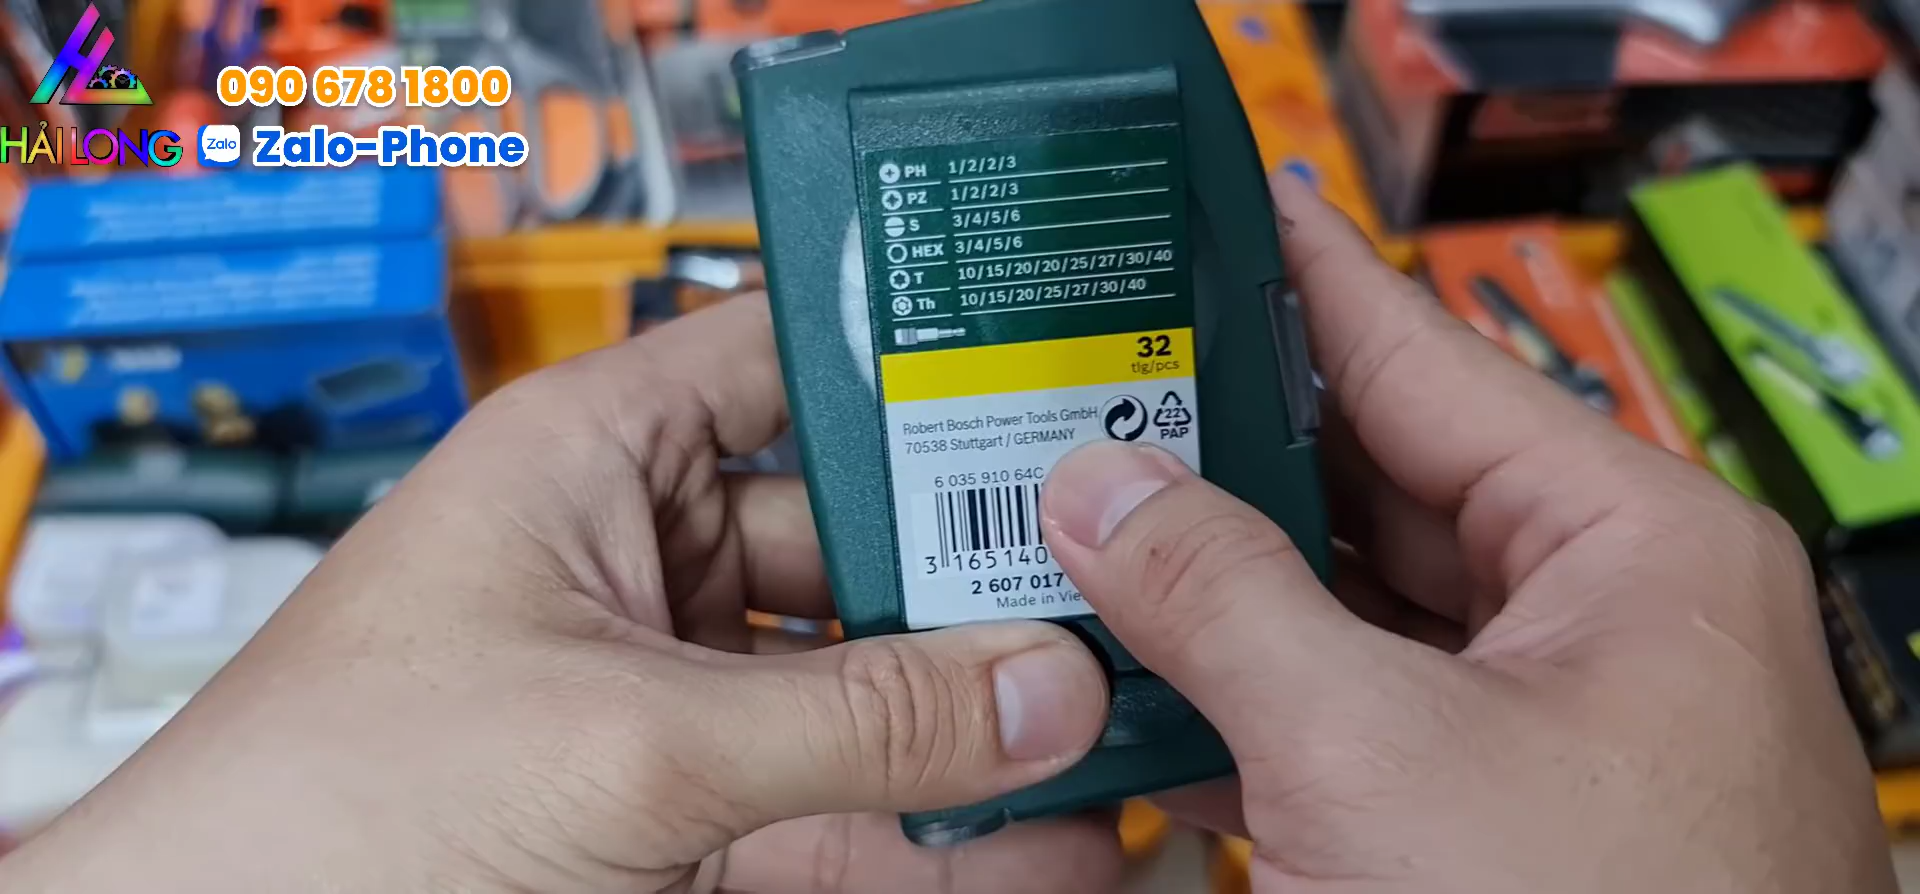 090 678 1800
HẢI LONG
Zalo
Zalo-Phone
PH 1/2/2/3
PZ 1/2/2/3
S 3/4/5/6
HEX 3/4/5/6
T 10/15/20/20/25/27/30/40
Th 10/15/20/25/27/30/40
32
tlg/pcs
Robert Bosch Power Tools GmbH
70538 Stuttgart / GERMANY
22
PAP
6 035 910 64C
3 165140
2 607 017
Made in